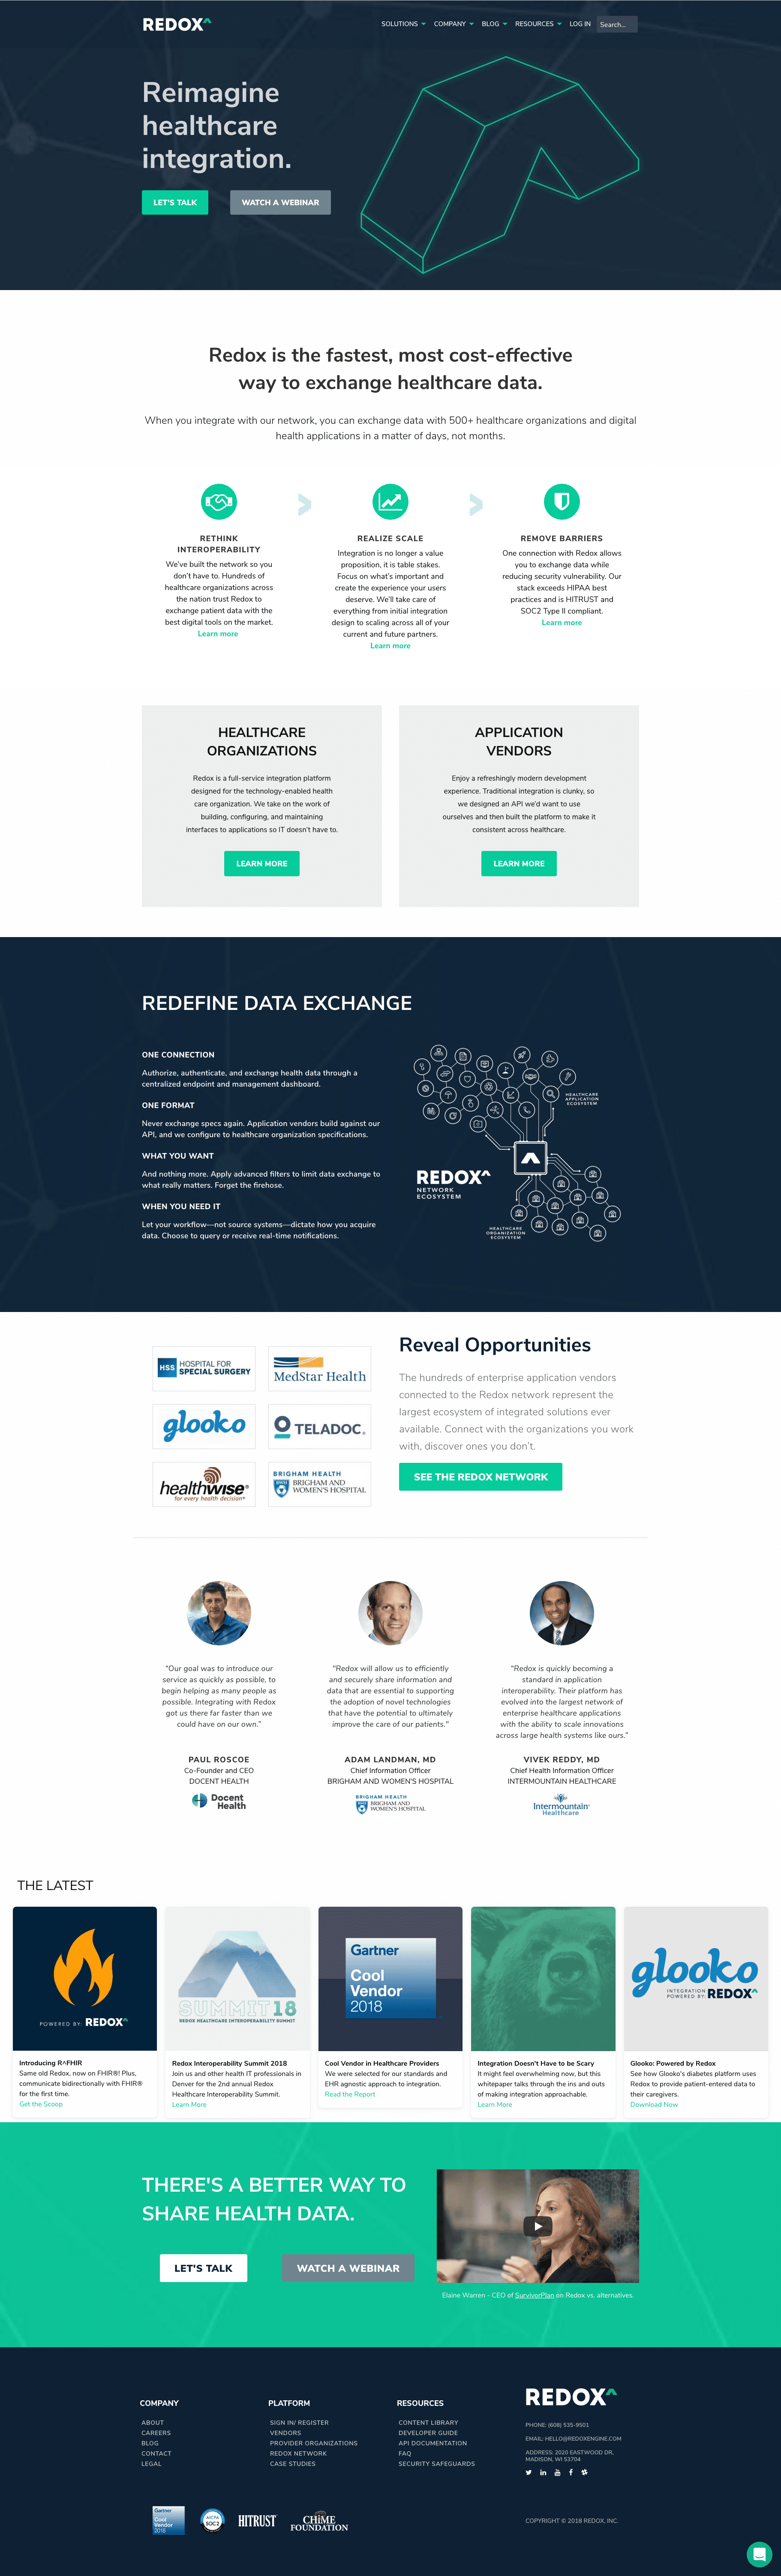 REDOX^
SOLUTIONS COMPANY BLOG RESOURCES LOG IN Search...
Reimagine
healthcare
integration.
LET'S TALK WATCH A WEBINAR
Redox is the fastest, most cost-effective
way to exchange healthcare data.
When you integrate with our network, you can exchange data with 500+ healthcare organizations and digital
health applications in a matter of days, not months.
RETHINK
INTEROPERABILITY
We've built the network so you
don't have to. Hundreds of
healthcare organizations across
the nation trust Redox to
exchange patient data with the
best digital tools on the market.
Learn more
REALIZE SCALE
Integration is no longer a value
proposition, it is table stakes.
Focus on what's important and
create the experience your users
deserve. We'll take care of
everything from initial integration
design to scaling across all of your
current and future partners.
Learn more
REMOVE BARRIERS
One connection with Redox allows
you to exchange data while
reducing security vulnerability. Our
stack exceeds HIPAA best
practices and is HITRUST and
SOC2 Type II compliant.
Learn more
HEALTHCARE
ORGANIZATIONS
Redox is a full-service integration platform
designed for the technology-enabled health
care organization. We take on the work of
building, configuring, and maintaining
interfaces to applications so IT doesn't have to.
LEARN MORE
APPLICATION
VENDORS
Enjoy a refreshingly modern development
experience. Traditional integration is clunky, so
we designed an API we'd want to use
ourselves and then built the platform to make it
consistent across healthcare.
LEARN MORE
REDEFINE DATA EXCHANGE
ONE CONNECTION
Authorize, authenticate, and exchange health data through a
centralized endpoint and management dashboard.
ONE FORMAT
Never exchange specs again. Application vendors build against our
API, and we configure to healthcare organization specifications.
WHAT YOU WANT
And nothing more. Apply advanced filters to limit data exchange to
what really matters. Forget the firehose.
WHEN YOU NEED IT
Let your workflow—not source systems—dictate how you acquire
data. Choose to query or receive real-time notifications.
HEALTHCARE
APPLICATION
ECOSYSTEM
REDOX^
NETWORK
ECOSYSTEM
HEALTHCARE
ORGANIZATION
ECOSYSTEM
HSS HOSPITAL FOR
SPECIAL SURGERY
MedStar Health
glooko
TELADOC.
healthwise®
for every health decision®
BRIGHAM HEALTH
BRIGHAM AND
WOMEN'S HOSPITAL
Reveal Opportunities
The hundreds of enterprise application vendors
connected to the Redox network represent the
largest ecosystem of integrated solutions ever
available. Connect with the organizations you work
with, discover ones you don't.
SEE THE REDOX NETWORK
"Our goal was to introduce our
service as quickly as possible, to
begin helping as many people as
possible. Integrating with Redox
got us there far faster than we
could have on our own."
PAUL ROSCOE
Co-Founder and CEO
DOCENT HEALTH
Docent
Health
"Redox will allow us to efficiently
and securely share information and
data that are essential to supporting
the adoption of novel technologies
that have the potential to ultimately
improve the care of our patients."
ADAM LANDMAN, MD
Chief Information Officer
BRIGHAM AND WOMEN'S HOSPITAL
BRIGHAM HEALTH
BRIGHAM AND
WOMEN'S HOSPITAL
"Redox is quickly becoming a
standard in application
interoperability. Their platform has
evolved into the largest network of
enterprise healthcare applications
with the ability to scale innovations
across large health systems like ours."
VIVEK REDDY, MD
Chief Health Information Officer
INTERMOUNTAIN HEALTHCARE
Intermountain
Healthcare
THE LATEST
POWERED BY: REDOX^
Introducing R^FHIR
Same old Redox, now on FHIR®! Plus,
communicate bidirectionally with FHIR®
for the first time.
Get the Scoop
SUMMIT18
REDOX HEALTHCARE INTEROPERABILITY SUMMIT
Redox Interoperability Summit 2018
Join us and other health IT professionals in
Denver for the 2nd annual Redox
Healthcare Interoperability Summit.
Learn More
Gartner
Cool
Vendor
2018
Cool Vendor in Healthcare Providers
We were selected for our standards and
EHR agnostic approach to integration.
Read the Report
Integration Doesn't Have to be Scary
It might feel overwhelming now, but this
whitepaper talks through the ins and outs
of making integration approachable.
Learn More
glooko
INTEGRATION
POWERED BY: REDOX^
Glooko: Powered by Redox
See how Glooko's diabetes platform uses
Redox to provide patient-entered data to
their caregivers.
Download Now
THERE'S A BETTER WAY TO
SHARE HEALTH DATA.
LET'S TALK WATCH A WEBINAR
Elaine Warren - CEO of SurvivorPlan on Redox vs. alternatives.
COMPANY
ABOUT
CAREERS
BLOG
CONTACT
LEGAL
PLATFORM
SIGN IN/ REGISTER
VENDORS
PROVIDER ORGANIZATIONS
REDOX NETWORK
CASE STUDIES
RESOURCES
CONTENT LIBRARY
DEVELOPER GUIDE
API DOCUMENTATION
FAQ
SECURITY SAFEGUARDS
REDOX^
PHONE: (608) 535-9501
EMAIL: HELLO@REDOXENGINE.COM
ADDRESS: 2020 EASTWOOD DR.
MADISON, WI 53704
Gartner
Cool
Vendor
2018
AICPA
SOC2
HITRUST
CHiME
FOUNDATION
COPYRIGHT © 2018 REDOX, INC.